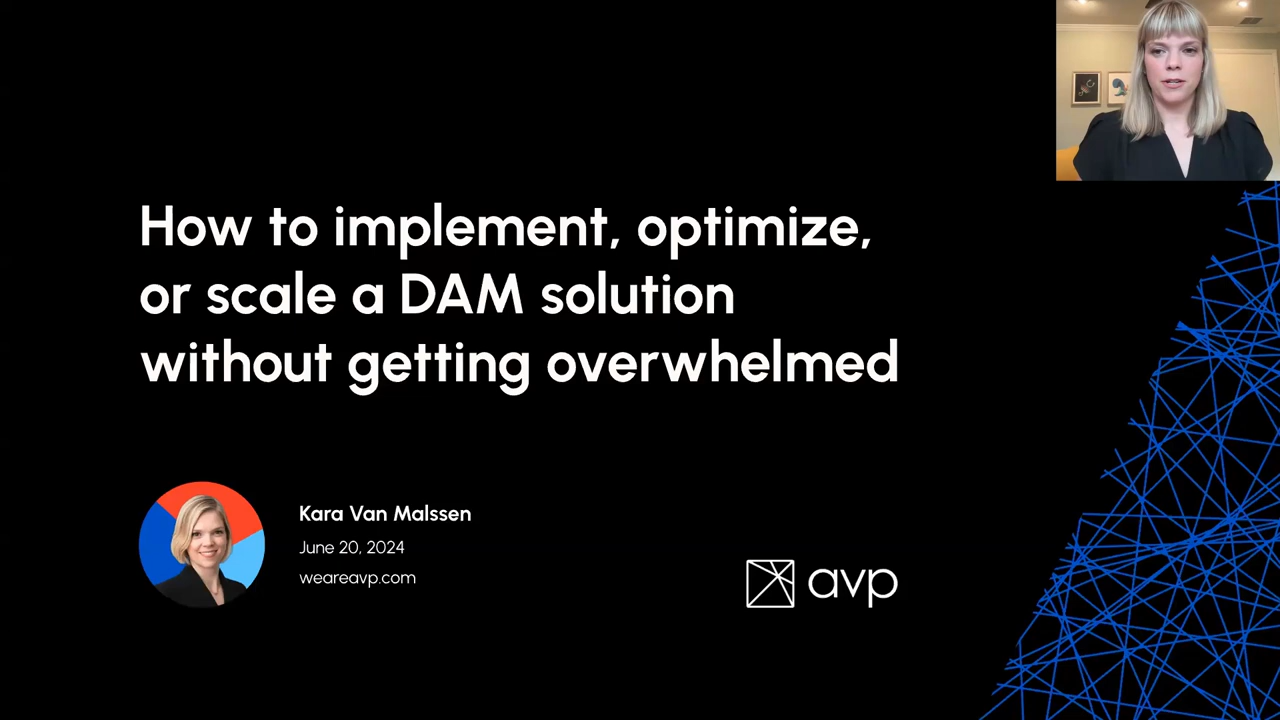 How to implement, optimize,
or scale a DAM solution
without getting overwhelmed
Kara Van Malssen
June 20, 2024
weareavp.com
avp